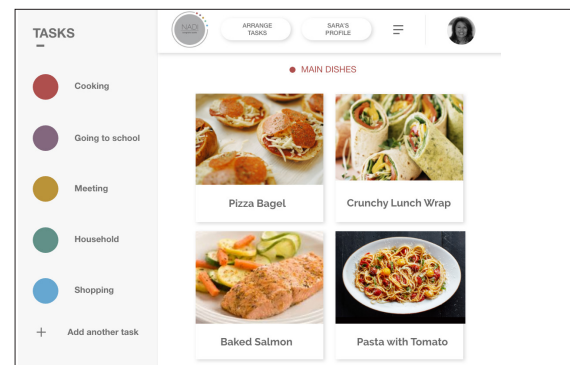 TASKS
Cooking
Going to school
Meeting
Household
Shopping
+ Add another task
NADI
ARRANGE
TASKS
SARA'S
PROFILE
MAIN DISHES
Pizza Bagel
Crunchy Lunch Wrap
Baked Salmon
Pasta with Tomato